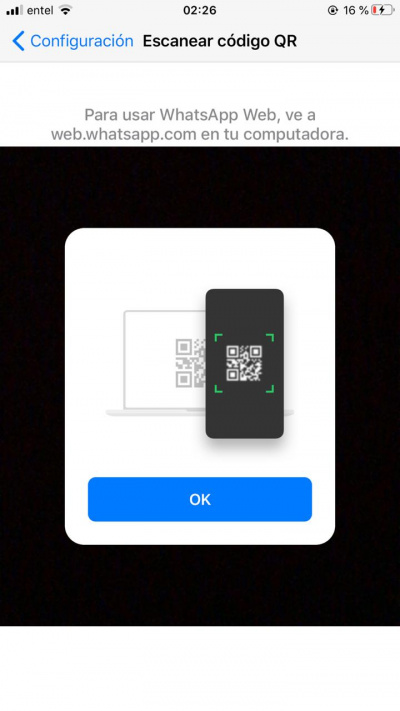 entel 02:26 16 %
Configuración Escanear código QR
Para usar WhatsApp Web, ve a
web.whatsapp.com en tu computadora.
OK